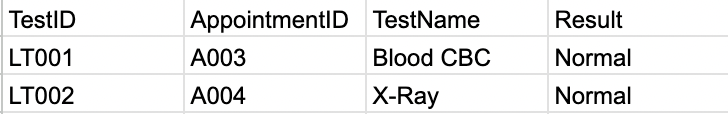 TestID AppointmentID TestName Result
LT001 A003 Blood CBC Normal
LT002 A004 X-Ray Normal